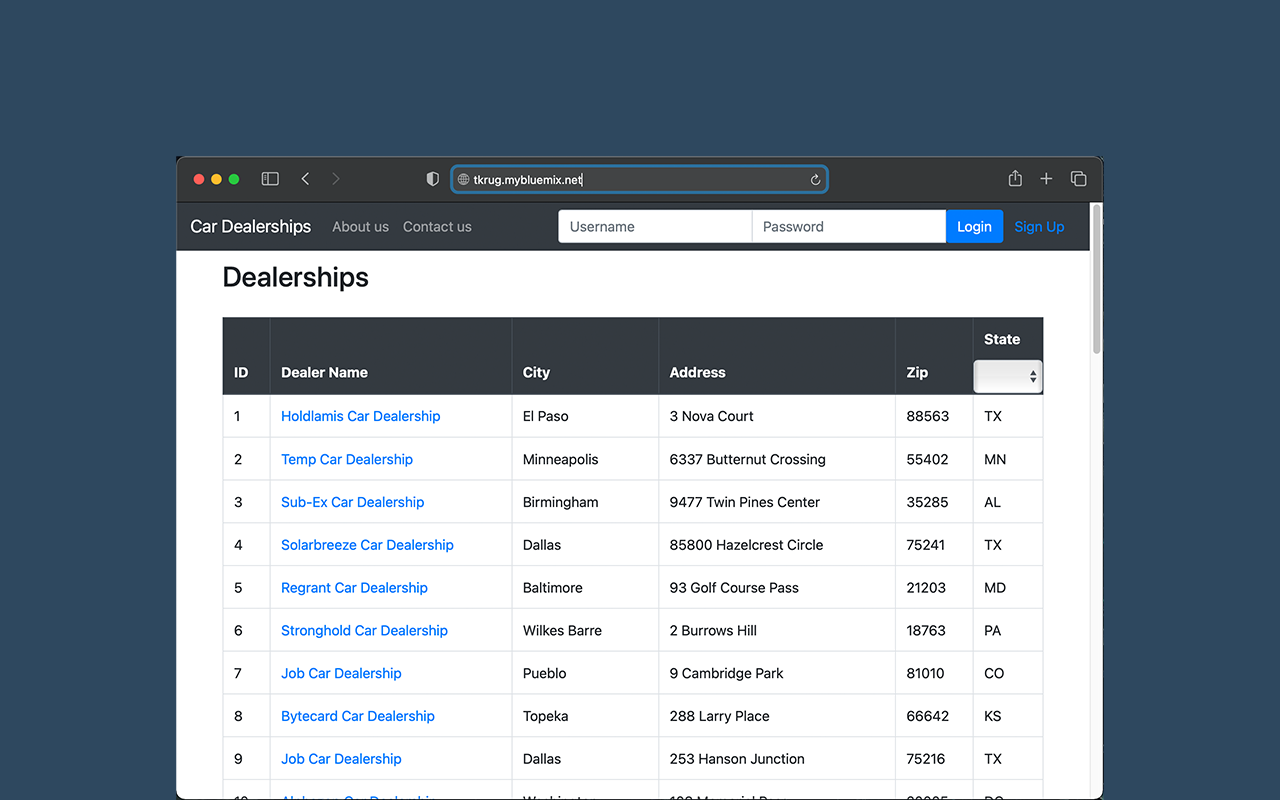 tkrug.mybluemix.net
Car Dealerships About us Contact us Username Password Login Sign Up
Dealerships
State
ID Dealer Name City Address Zip
1 Holdlamis Car Dealership El Paso 3 Nova Court 88563 TX
2 Temp Car Dealership Minneapolis 6337 Butternut Crossing 55402 MN
3 Sub-Ex Car Dealership Birmingham 9477 Twin Pines Center 35285 AL
4 Solarbreeze Car Dealership Dallas 85800 Hazelcrest Circle 75241 TX
5 Regrant Car Dealership Baltimore 93 Golf Course Pass 21203 MD
6 Stronghold Car Dealership Wilkes Barre 2 Burrows Hill 18763 PA
7 Job Car Dealership Pueblo 9 Cambridge Park 81010 CO
8 Bytecard Car Dealership Topeka 288 Larry Place 66642 KS
9 Job Car Dealership Dallas 253 Hanson Junction 75216 TX